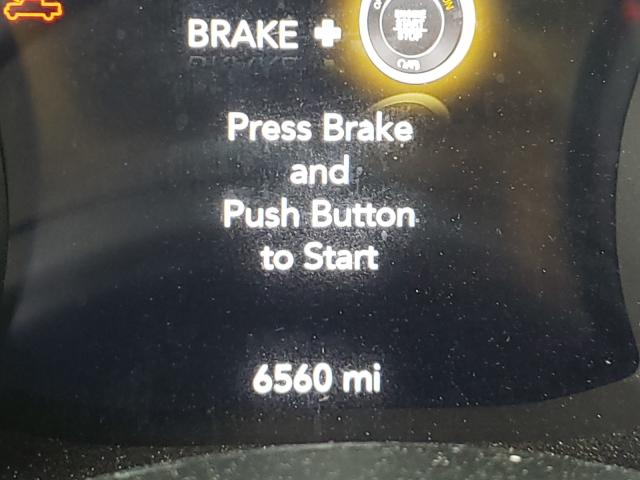 BRAKE +
Press Brake
and
Push Button
to Start
6560 mi